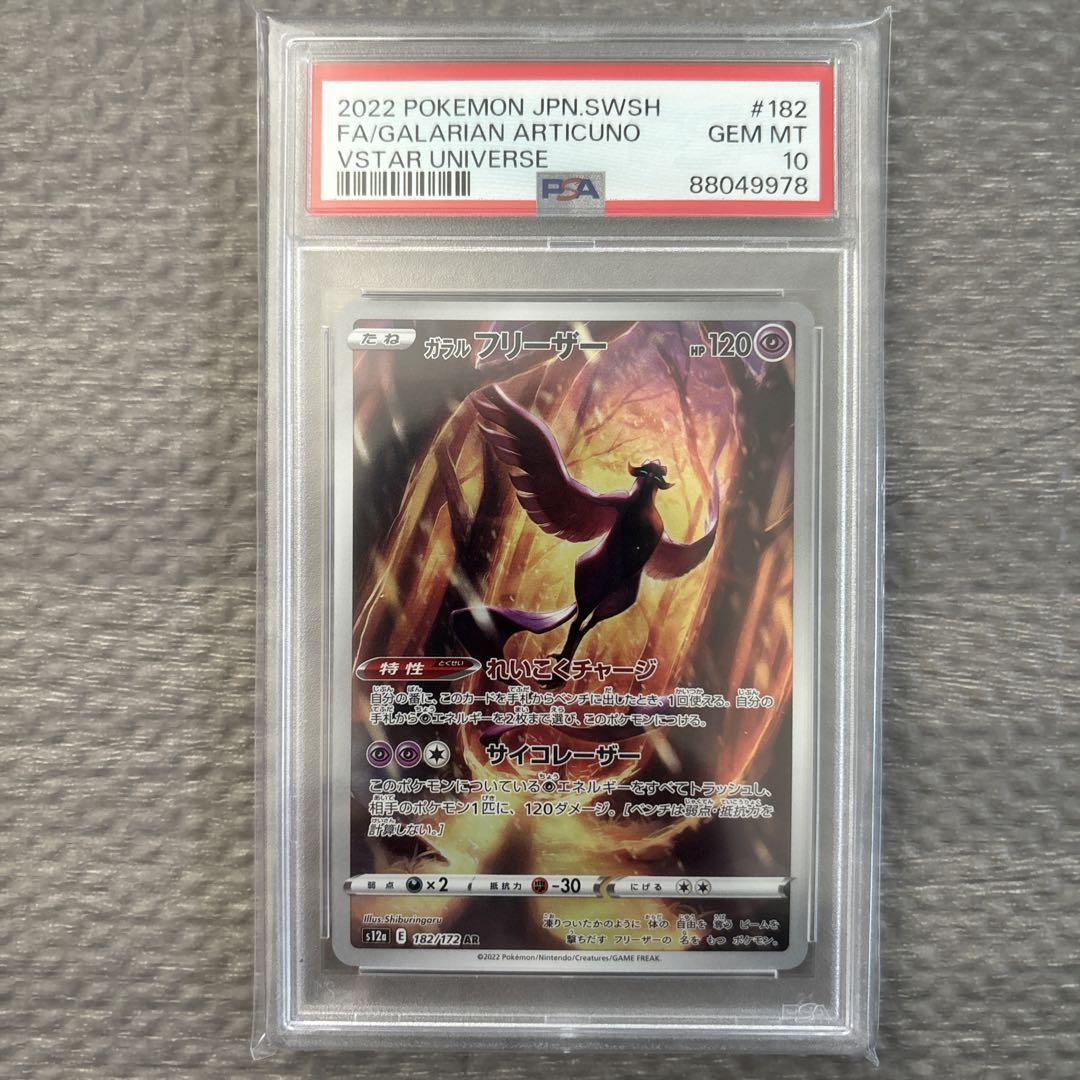 2022 POKEMON JPN.SWSH #182
FA/GALARIAN ARTICUNO GEM MT
VSTAR UNIVERSE 10
PSA 88049978
たね ガラル フリーザー HP 120
特性 とくせい れいこくチャージ
自分の番に、このカードを手札からベンチに出したとき、1回使える。自分の
手札から エネルギーを2枚まで選び、このポケモンにつける。
サイコレーザー
このポケモンについている エネルギーをすべてトラッシュし、
相手のポケモン1匹に、120ダメージ。[ベンチは弱点・抵抗力を
計算しない。]
弱点 ×2 抵抗力 -30 にげる
Illus.Shiburingaru
s12a E 182/172 AR
凍りついたかのように 体の 自由を 奪う ビームを
撃ちだす フリーザーの 名を もつ ポケモン。
©2022 Pokémon/Nintendo/Creatures/GAME FREAK.
PSA